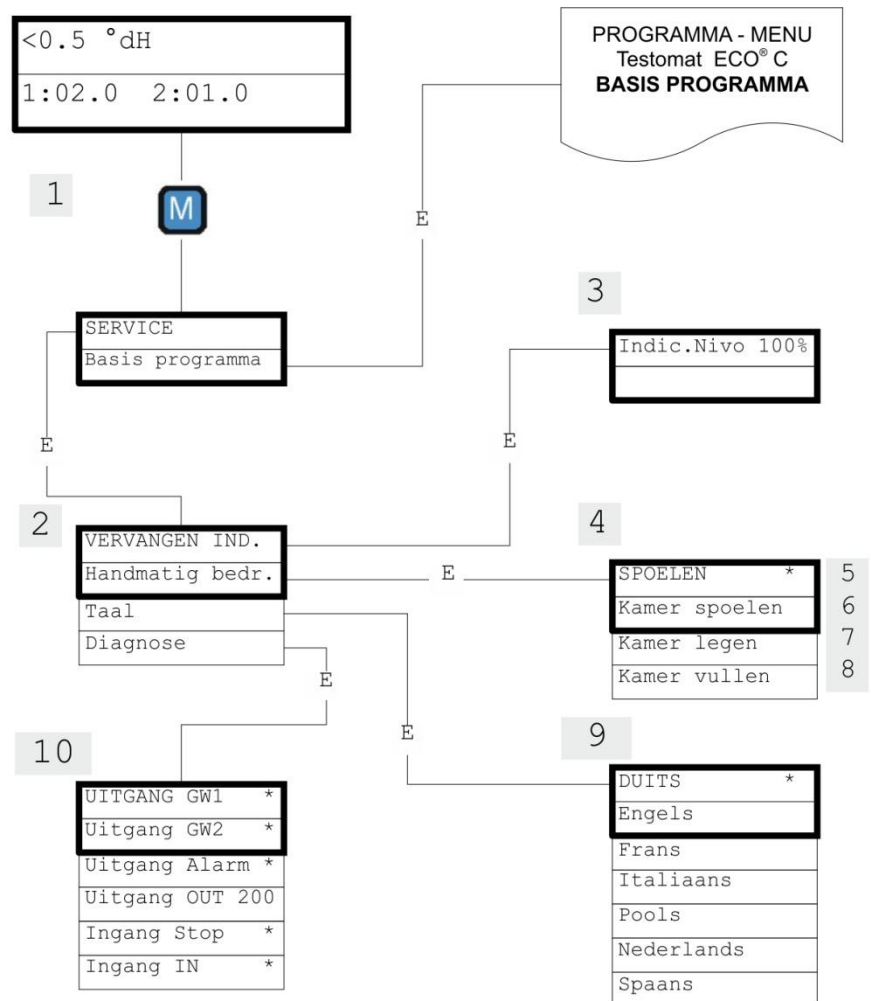 <0.5 °dH
1:02.0 2:01.0
PROGRAMMA - MENU
Testomat ECO® C
BASIS PROGRAMMA
1
M
E
SERVICE
Basis programma
3
Indic.Nivo 100%
E
E
2
VERVANGEN IND.
Handmatig bedr.
Taal
Diagnose
E
4
SPOELEN *
Kamer spoelen
Kamer legen
Kamer vullen
5
6
7
8
E
E
10
UITGANG GW1 *
Uitgang GW2 *
Uitgang Alarm *
Uitgang OUT 200
Ingang Stop *
Ingang IN *
9
DUITS *
Engels
Frans
Italiaans
Pools
Nederlands
Spaans